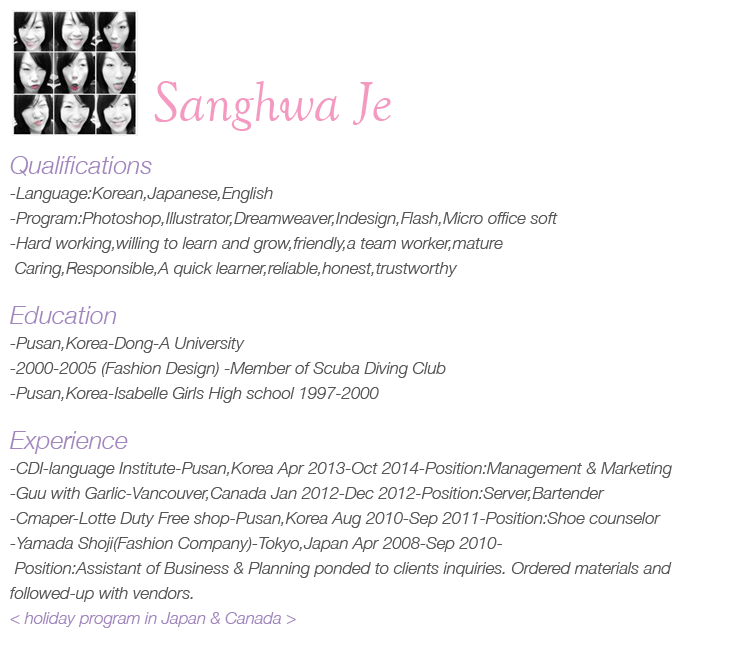 Sanghwa Je
Qualifications
-Language:Korean,Japanese,English
-Program:Photoshop,Illustrator,Dreamweaver,Indesign,Flash,Micro office soft
-Hard working,willing to learn and grow,friendly,a team worker,mature
Caring,Responsible,A quick learner,reliable,honest,trustworthy
Education
-Pusan,Korea-Dong-A University
-2000-2005 (Fashion Design) -Member of Scuba Diving Club
-Pusan,Korea-Isabelle Girls High school 1997-2000
Experience
-CDI-language Institute-Pusan,Korea Apr 2013-Oct 2014-Position:Management & Marketing
-Guu with Garlic-Vancouver,Canada Jan 2012-Dec 2012-Position:Server,Bartender
-Cmaper-Lotte Duty Free shop-Pusan,Korea Aug 2010-Sep 2011-Position:Shoe counselor
-Yamada Shoji(Fashion Company)-Tokyo,Japan Apr 2008-Sep 2010-
Position:Assistant of Business & Planning ponded to clients inquiries. Ordered materials and
followed-up with vendors.
< holiday program in Japan & Canada >